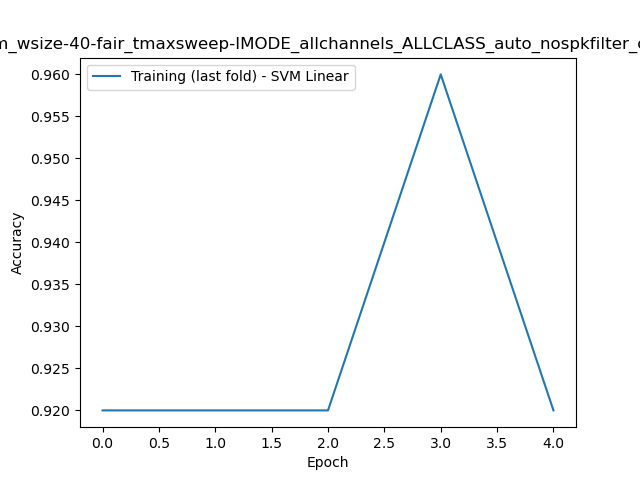 m_wsize-40-fair_tmaxsweep-IMODE_allchannels_ALLCLASS_auto_nospkfilter_
Training (last fold) - SVM Linear
0.960
0.955
0.950
0.945
0.940
0.935
0.930
0.925
0.920
Accuracy
0.0 0.5 1.0 1.5 2.0 2.5 3.0 3.5 4.0
Epoch